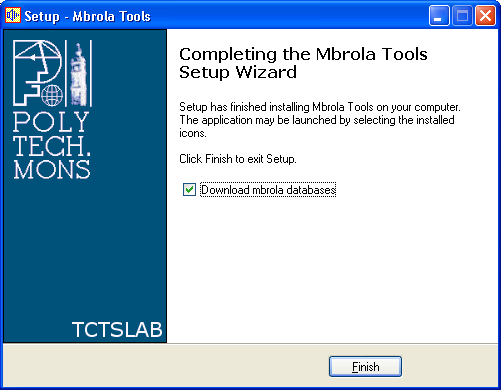 Setup - Mbrola Tools
POLY
TECH.
MONS
TCTSLAB
Completing the Mbrola Tools
Setup Wizard
Setup has finished installing Mbrola Tools on your computer.
The application may be launched by selecting the installed
icons.
Click Finish to exit Setup.
Download mbrola databases
Finish